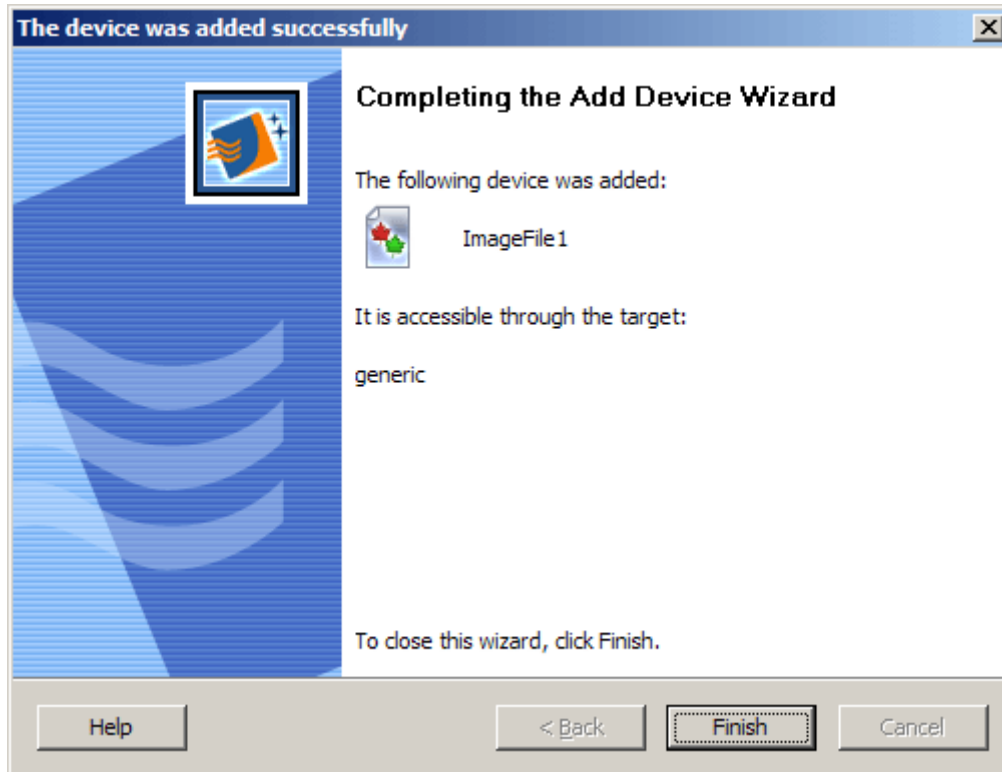 The device was added successfully
Completing the Add Device Wizard
The following device was added:
ImageFile1
It is accessible through the target:
generic
To close this wizard, click Finish.
Help
< Back
Finish
Cancel